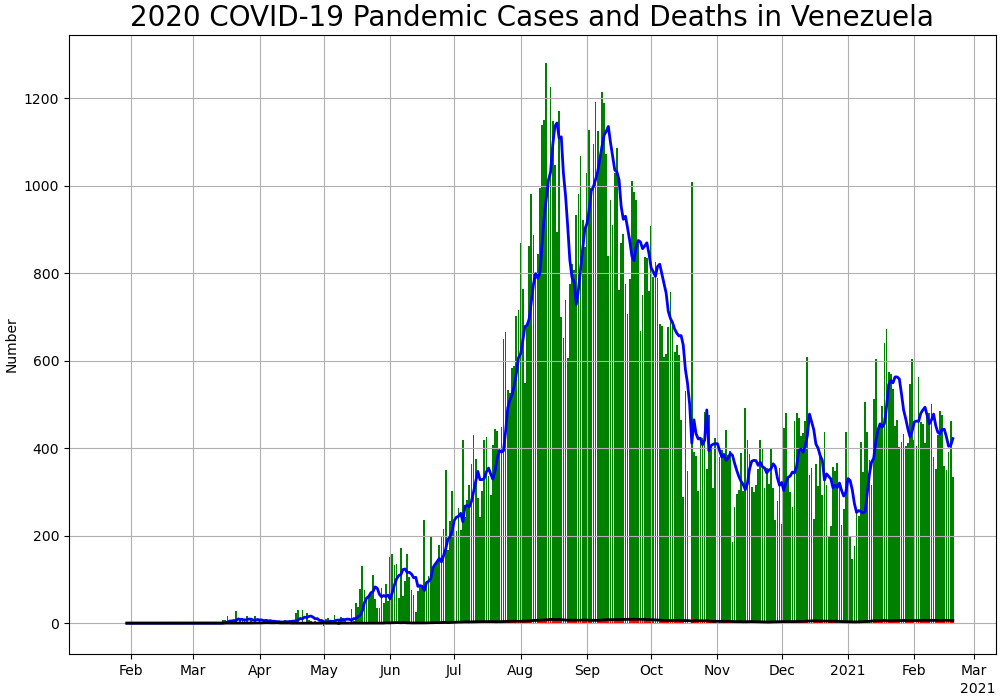 2020 COVID-19 Pandemic Cases and Deaths in Venezuela
Number
1200
1000
800
600
400
200
0
Feb Mar Apr May Jun Jul Aug Sep Oct Nov Dec 2021 Feb Mar
2021